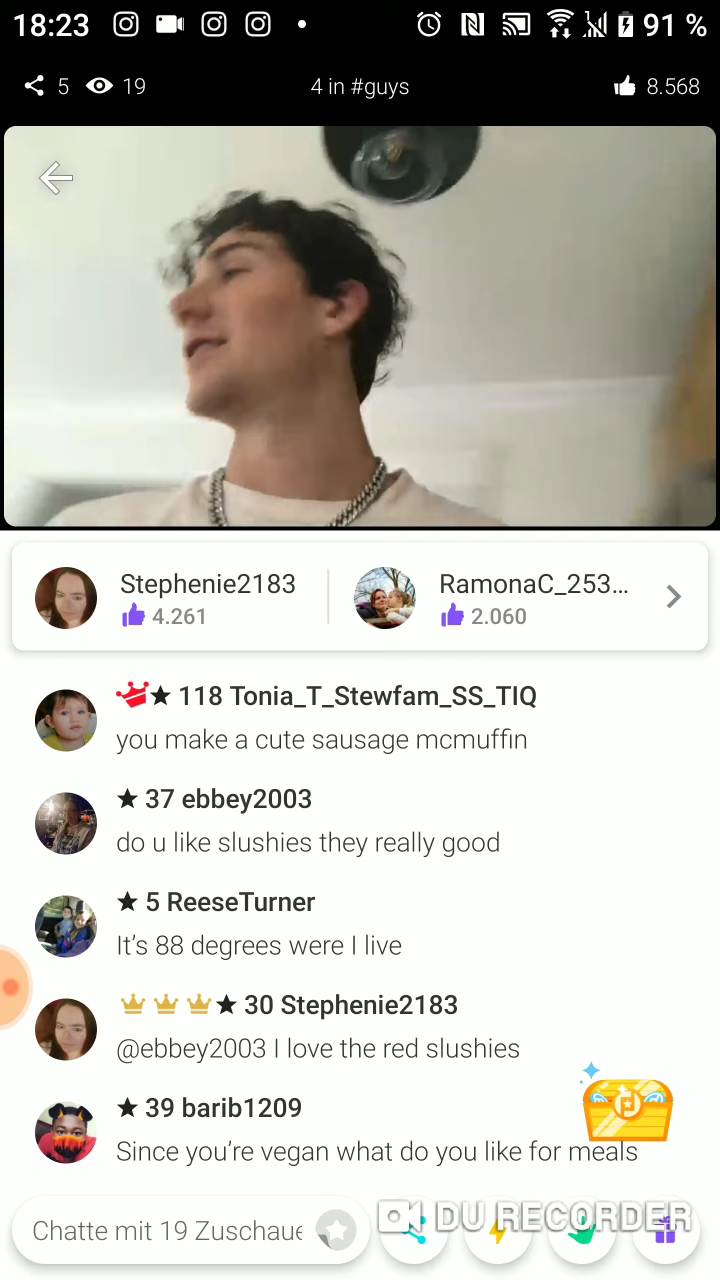 18:23
91 %
5
19
4 in #guys
8.568
Stephenie2183
4.261
RamonaC_253...
2.060
118 Tonia_T_Stewfam_SS_TIQ
you make a cute sausage mcmuffin
37 ebbey2003
do u like slushies they really good
5 ReeseTurner
It's 88 degrees were I live
30 Stephenie2183
@ebbey2003 I love the red slushies
39 barib1209
Since you're vegan what do you like for meals
Chatte mit 19 Zuschaue
DU RECORDER